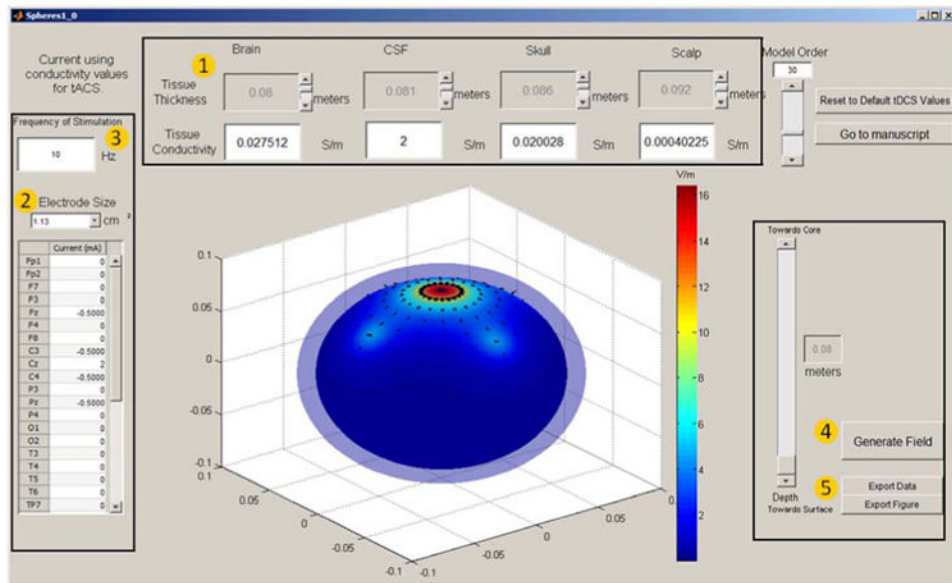 Spheres1_0
Current using
conductivity values
for tACS.
1
Brain
CSF
Skull
Scalp
Tissue
Thickness
0.08
0.081
meters
0.086
meters
0.092
meters
Tissue
Conductivity
0.027512
S/m
2
S/m
0.020028
S/m
0.00040225
S/m
Model Order
30
Reset to Default tDCS Values
Go to manuscript
Frequency of Stimulation
3
10
Hz
2
Electrode Size
1.13
cm
2
Current (mA)
Fp1 0
Fp2 0
F7 0
F3 0
Fz -0.5000
F4 0
F8 0
C3 -0.5000
Cz 2
C4 -0.5000
P3 0
Pz -0.5000
P4 0
O1 0
O2 0
T3 0
T4 0
T5 0
T6 0
TP7 0
0.1
0.05
0
-0.05
-0.1
0.1
0.05
0
-0.05
-0.1
-0.1
-0.05
0
0.05
V/m
16
14
12
10
8
6
4
2
Towards Core
0.08
meters
4
Generate Field
5
Export Data
Export Figure
Depth
Towards Surface